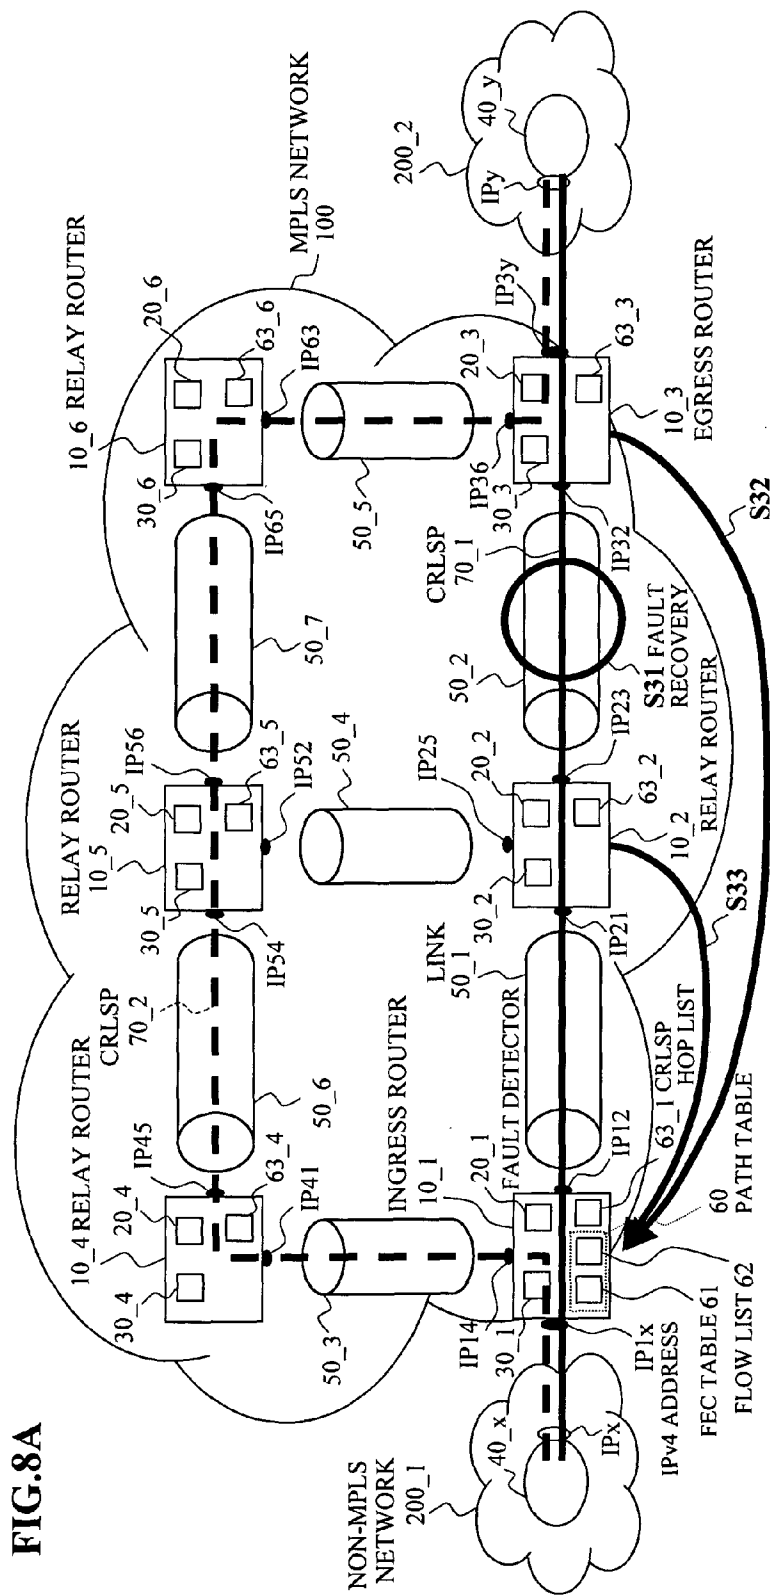 FIG.8A
10_4 RELAY ROUTER
20_4
30_4
63_4
IP45
IP41
CRLSP
70_2
50_6
RELAY ROUTER
10_5
20_5
30_5
63_5
IP54
IP56
IP52
50_7
10_6 RELAY ROUTER
20_6
30_6
63_6
IP65
IP63
MPLS NETWORK
100
50_3
50_4
50_5
NON-MPLS
NETWORK
200_1
40_x
IPx
IP14
30_1
INGRESS ROUTER
10_1
20_1
FAULT DETECTOR
IP12
LINK
50_1
IP21
30_2
IP25
20_2
63_2
10_2
RELAY ROUTER
IP23
50_2
CRLSP
70_1
S31 FAULT
RECOVERY
IP32
30_3
IP36
20_3
63_3
10_3
EGRESS ROUTER
IP3y
IPy
40_y
200_2
IP1x
IPv4 ADDRESS
FEC TABLE 61
FLOW LIST 62
60
PATH TABLE
63_1 CRLSP
HOP LIST
S33
S32